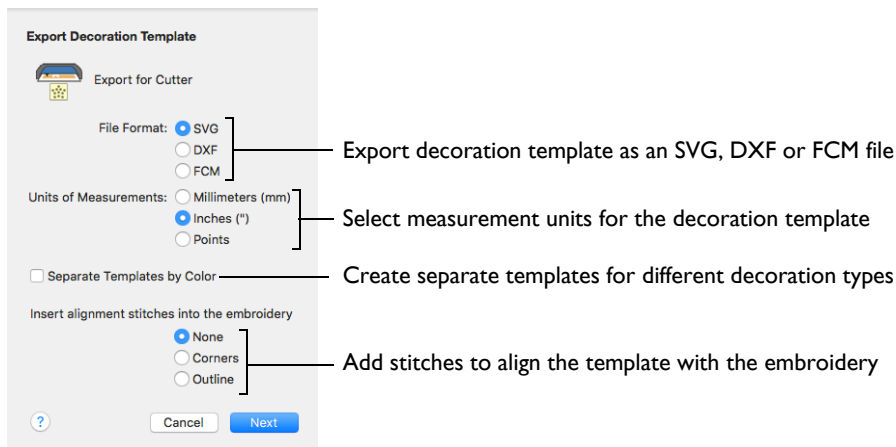 Export Decoration Template
Export for Cutter
File Format: SVG
DXF
FCM
Export decoration template as an SVG, DXF or FCM file
Units of Measurements: Millimeters (mm)
Inches (")
Points
Select measurement units for the decoration template
Separate Templates by Color
Create separate templates for different decoration types
Insert alignment stitches into the embroidery
None
Corners
Outline
Add stitches to align the template with the embroidery
? Cancel Next